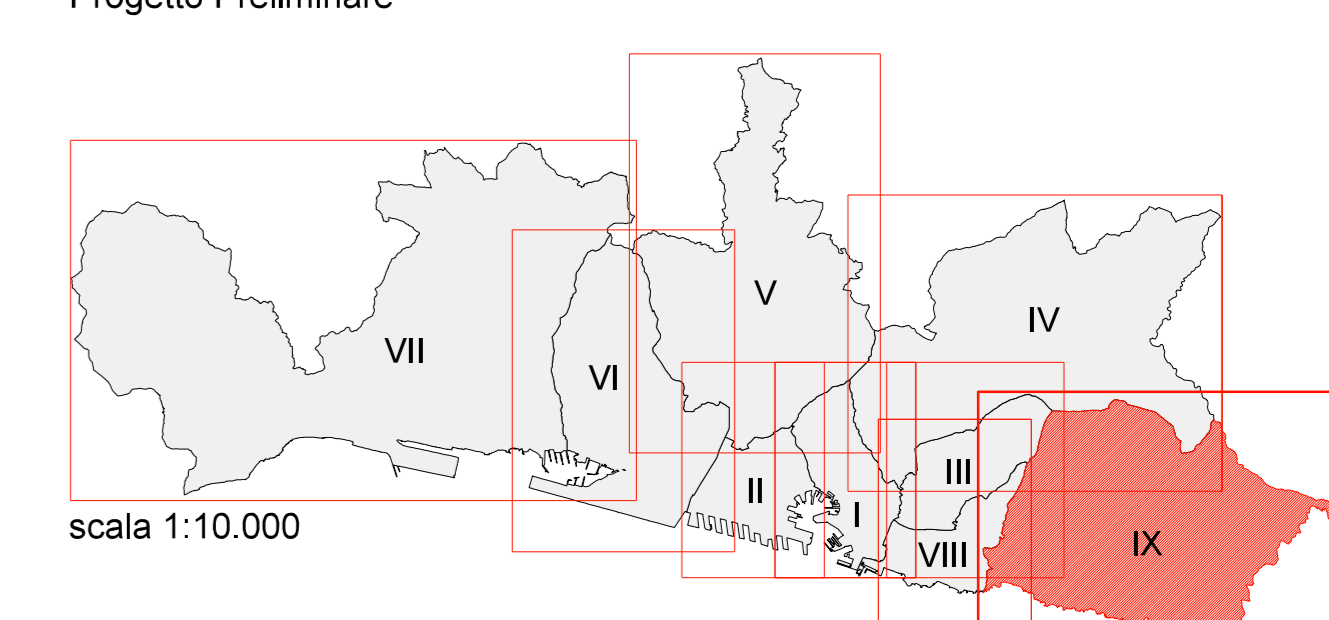 Progetto Preliminare
V
IV
VII
VI
III
II
I
IX
VIII
scala 1:10.000